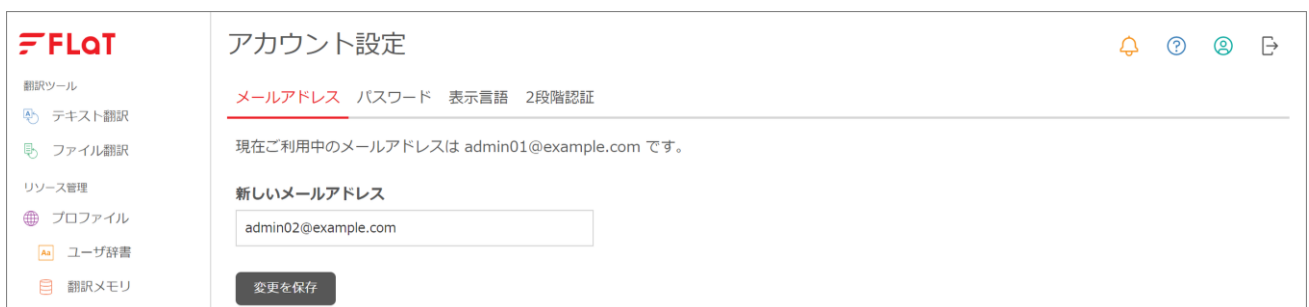 FLaT
翻訳ツール
テキスト翻訳
ファイル翻訳
リソース管理
プロファイル
Aa ユーザ辞書
翻訳メモリ
アカウント設定
メールアドレス パスワード 表示言語 2段階認証
現在ご利用中のメールアドレスは admin01@example.com です。
新しいメールアドレス
admin02@example.com
変更を保存